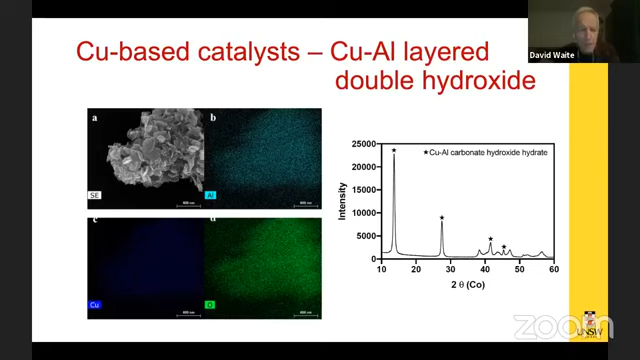 David Waite
Cu-based catalysts – Cu-Al layered
double hydroxide
a
b
SE
Al
c
d
Cu
O
25000
20000
15000
10000
5000
0
Intensity
★Cu-Al carbonate hydroxide hydrate
10
20
30
40
50
60
2 θ (Co)
UNSW
zoom